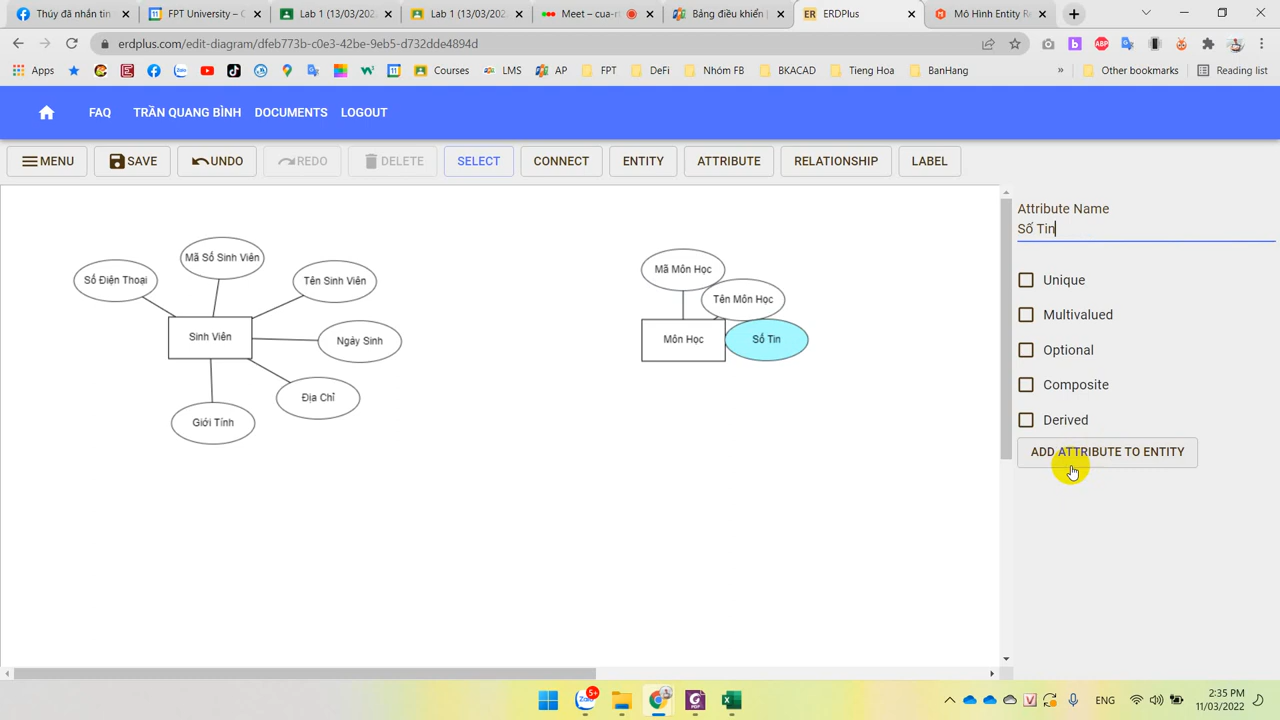 Thúy đã nhắn tin
FPT University – C
Lab 1 (13/03/202
Lab 1 (13/03/202
Meet – cua-rt
Bảng điều khiển
ERDPlus
Mô Hình Entity Re
erdplus.com/edit-diagram/dfeb773b-c0e3-42be-9eb5-d732dde4894d
Apps
Courses
LMS
AP
FPT
DeFi
Nhóm FB
BKACAD
Tieng Hoa
BanHang
»
Other bookmarks
Reading list
FAQ
TRẦN QUANG BÌNH
DOCUMENTS
LOGOUT
MENU
SAVE
UNDO
REDO
DELETE
SELECT
CONNECT
ENTITY
ATTRIBUTE
RELATIONSHIP
LABEL
Số Điện Thoại
Mã Số Sinh Viên
Tên Sinh Viên
Sinh Viên
Ngày Sinh
Địa Chỉ
Giới Tính
Mã Môn Học
Tên Môn Học
Môn Học
Số Tin
Attribute Name
Số Tin
Unique
Multivalued
Optional
Composite
Derived
ADD ATTRIBUTE TO ENTITY
5+
Zalo
ENG
2:35 PM
11/03/2022